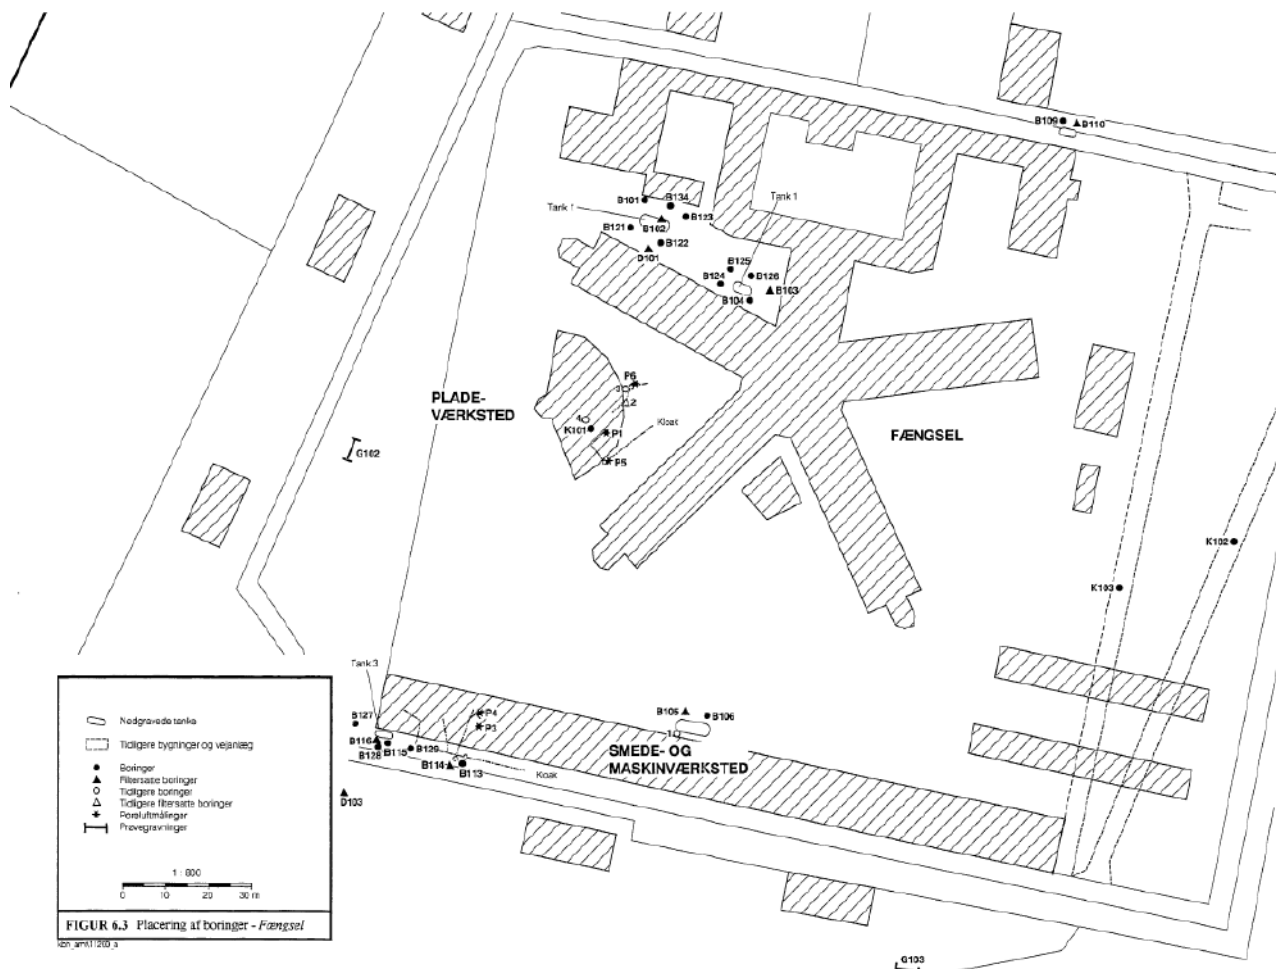 B109
D110
B101
B134
Tank 1
Tank 1
B123
B121
B102
B122
D101
B125
B126
B124
B103
B104
P6
3
2
PLADE-
VÆRKSTED
4
Kloak
K101
P1
FÆNGSEL
G102
P5
K102
K103
Tank 3
B127
P4
B105
B106
P3
1
B116
B115
B129
B128
B114
B113
Kloak
SMEDE- OG
MASKINVÆRKSTED
D103
Nedgravede tanke
Tidligere bygninger og vejanlæg
Boringer
Filtersatte boringer
Tidligere boringer
Tidligere filtersatte boringer
Poreluftmålinger
Prøvegravninger
1 : 800
0 10 20 30 m
FIGUR 6.3 Placering af boringer - Fængsel
G103